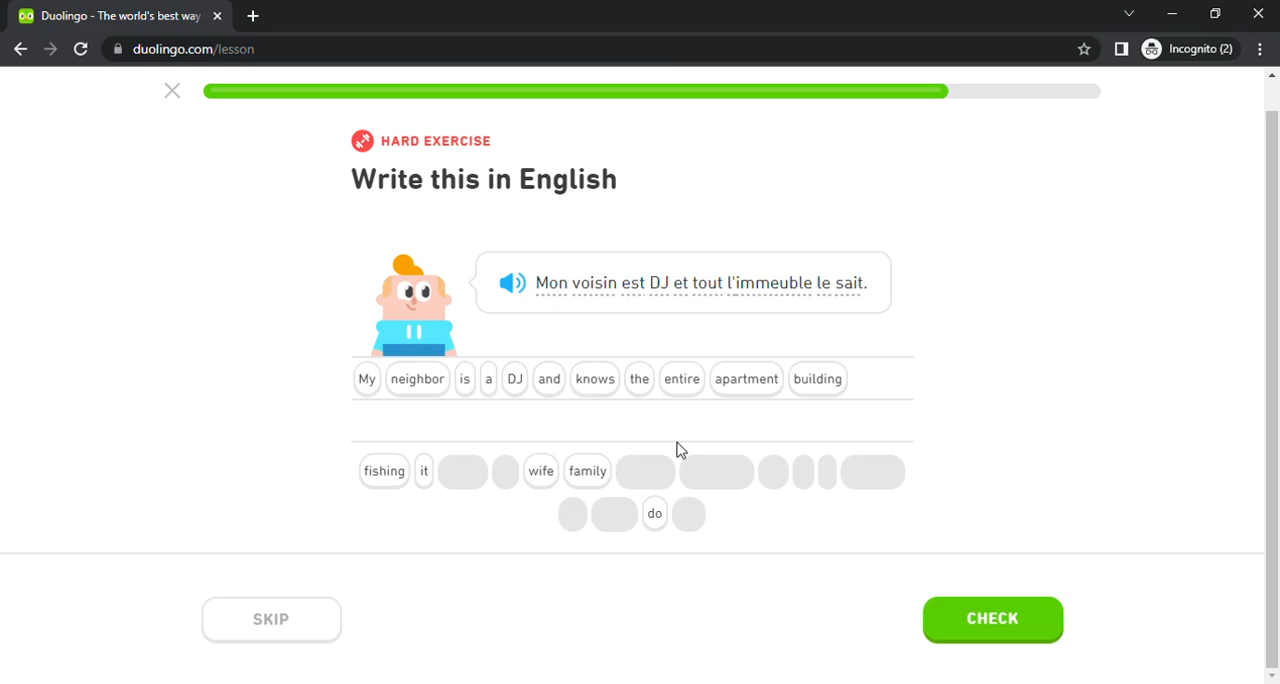 Duolingo - The world's best way
duolingo.com/lesson
Incognito (2)
HARD EXERCISE
Write this in English
Mon voisin est DJ et tout l'immeuble le sait.
My neighbor is a DJ and knows the entire apartment building
fishing it wife family
do
SKIP
CHECK